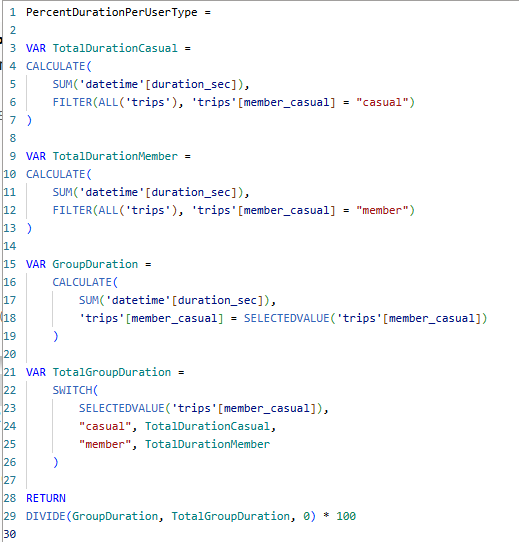 1 PercentDurationPerUserType =
2
3 VAR TotalDurationCasual =
4 CALCULATE(
5 SUM('datetime'[duration_sec]),
6 FILTER(ALL('trips'), 'trips'[member_casual] = "casual")
7 )
8
9 VAR TotalDurationMember =
10 CALCULATE(
11 SUM('datetime'[duration_sec]),
12 FILTER(ALL('trips'), 'trips'[member_casual] = "member")
13 )
14
15 VAR GroupDuration =
16 CALCULATE(
17 SUM('datetime'[duration_sec]),
18 'trips'[member_casual] = SELECTEDVALUE('trips'[member_casual])
19 )
20
21 VAR TotalGroupDuration =
22 SWITCH(
23 SELECTEDVALUE('trips'[member_casual]),
24 "casual", TotalDurationCasual,
25 "member", TotalDurationMember
26 )
27
28 RETURN
29 DIVIDE(GroupDuration, TotalGroupDuration, 0) * 100
30